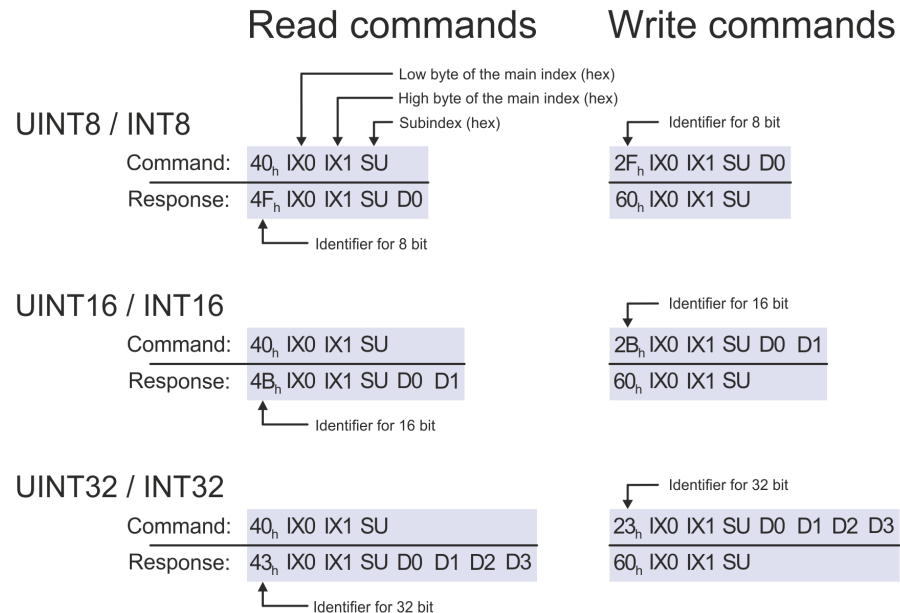 Read commands Write commands
Low byte of the main index (hex)
High byte of the main index (hex)
UINT8 / INT8 Subindex (hex) Identifier for 8 bit
Command: 40h IX0 IX1 SU 2Fh IX0 IX1 SU D0
Response: 4Fh IX0 IX1 SU D0 60h IX0 IX1 SU
Identifier for 8 bit
UINT16 / INT16 Identifier for 16 bit
Command: 40h IX0 IX1 SU 2Bh IX0 IX1 SU D0 D1
Response: 4Bh IX0 IX1 SU D0 D1 60h IX0 IX1 SU
Identifier for 16 bit
UINT32 / INT32 Identifier for 32 bit
Command: 40h IX0 IX1 SU 23h IX0 IX1 SU D0 D1 D2 D3
Response: 43h IX0 IX1 SU D0 D1 D2 D3 60h IX0 IX1 SU
Identifier for 32 bit